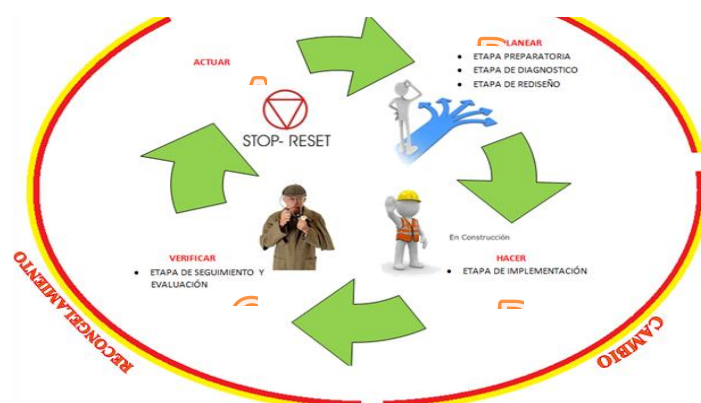 ACTUAR
STOP- RESET
PLANEAR
• ETAPA PREPARATORIA
• ETAPA DE DIAGNOSTICO
• ETAPA DE REDISEÑO
En Construcción
HACER
• ETAPA DE IMPLEMENTACIÓN
VERIFICAR
• ETAPA DE SEGUIMIENTO Y
EVALUACIÓN
RECONGELAMIENTO
CAMBIO